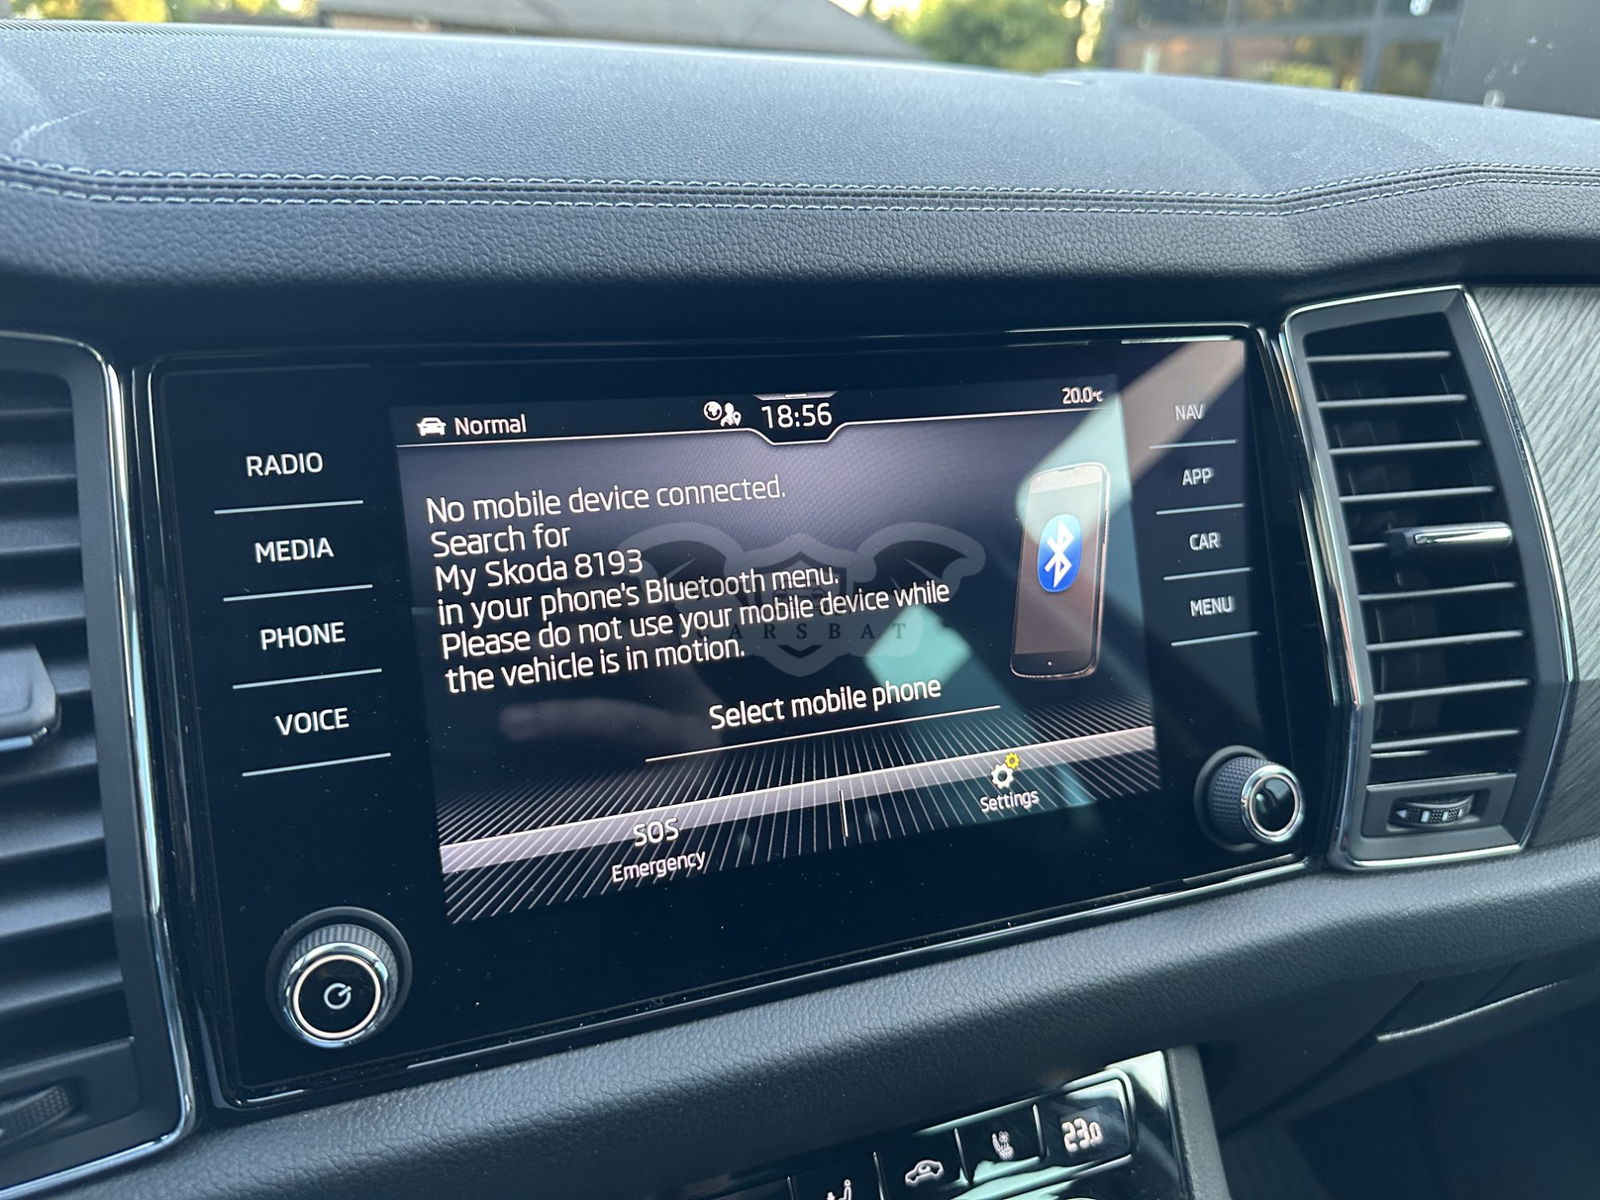 Normal
18:56
20.0°C
RADIO
MEDIA
PHONE
VOICE
No mobile device connected.
Search for
My Skoda 8193
in your phone's Bluetooth menu.
Please do not use your mobile device while
the vehicle is in motion.
Select mobile phone
SOS
Emergency
Settings
NAV
APP
CAR
MENU
CARSBAT
23.0